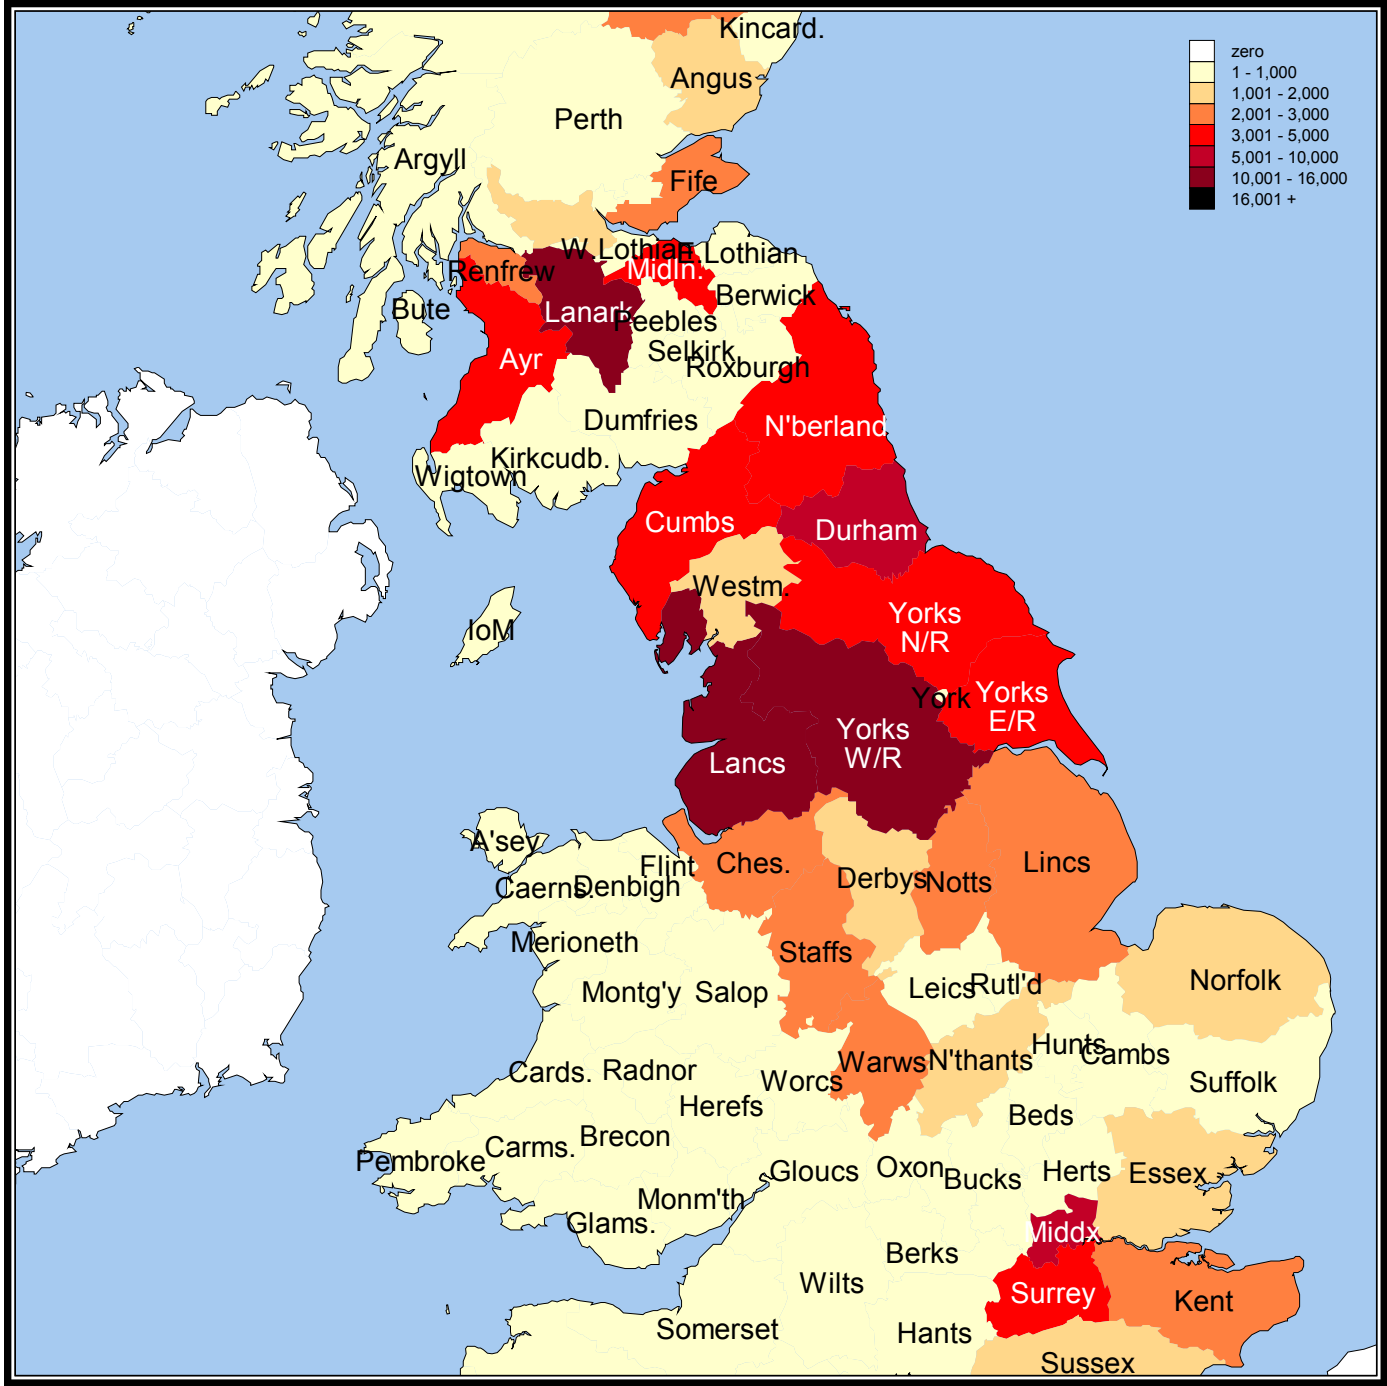 Kincard.
zero
1 - 1,000
1,001 - 2,000
2,001 - 3,000
3,001 - 5,000
5,001 - 10,000
10,001 - 16,000
16,001 +
Angus
Perth
Argyll
Fife
W.Lothian
E.Lothian
Renfrew
Midln.
Berwick
Bute
Lanark
Peebles
Ayr
Selkirk
Roxburgh
Dumfries
N'berland
Kirkcudb.
Wigtown
Cumbs
Durham
Westm.
IoM
Yorks
N/R
York
Yorks
E/R
Yorks
W/R
Lancs
A'sey
Flint
Ches.
Lincs
Caerns.
Denbigh
Derbys
Notts
Merioneth
Staffs
Norfolk
Montg'y
Salop
Leics
Rutl'd
Cards.
Radnor
Worcs
Warws
N'thants
Hunts
Cambs
Suffolk
Herefs
Beds
Brecon
Carms.
Pembroke
Gloucs
Oxon
Bucks
Herts
Essex
Monm'th
Glams.
Middx
Berks
Wilts
Surrey
Kent
Somerset
Hants
Sussex